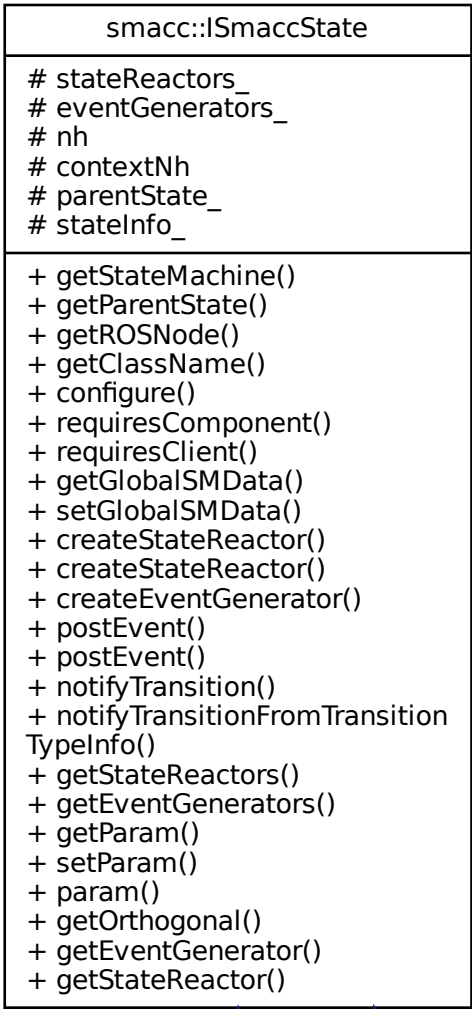 smacc::ISmaccState
# stateReactors_
# eventGenerators_
# nh
# contextNh
# parentState_
# stateInfo_
+ getStateMachine()
+ getParentState()
+ getROSNode()
+ getClassName()
+ configure()
+ requiresComponent()
+ requiresClient()
+ getGlobalSMData()
+ setGlobalSMData()
+ createStateReactor()
+ createStateReactor()
+ createEventGenerator()
+ postEvent()
+ postEvent()
+ notifyTransition()
+ notifyTransitionFromTransition
TypeInfo()
+ getStateReactors()
+ getEventGenerators()
+ getParam()
+ setParam()
+ param()
+ getOrthogonal()
+ getEventGenerator()
+ getStateReactor()